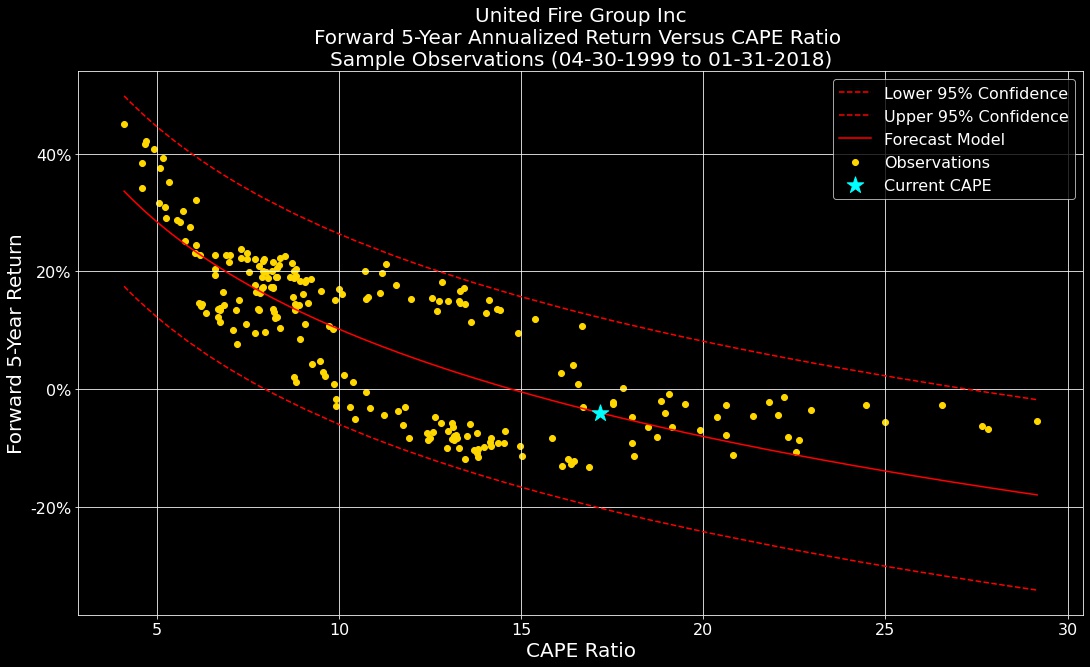 United Fire Group Inc
Forward 5-Year Annualized Return Versus CAPE Ratio
Sample Observations (04-30-1999 to 01-31-2018)
Lower 95% Confidence
Upper 95% Confidence
Forecast Model
Observations
Current CAPE
Forward 5-Year Return
40%
20%
0%
-20%
5
10
15
20
25
30
CAPE Ratio